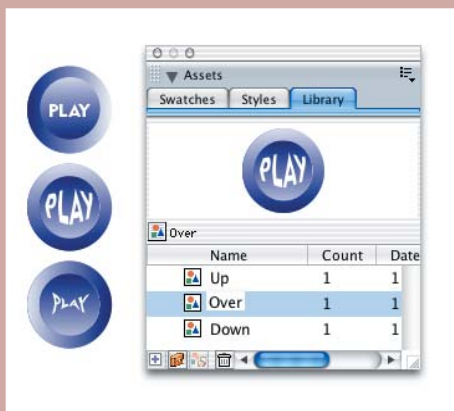 PLAY
PLAY
PLAY
Assets
Swatches Styles Library
PLAY
Over
Name Count Date
Up 1 1
Over 1 1
Down 1 1